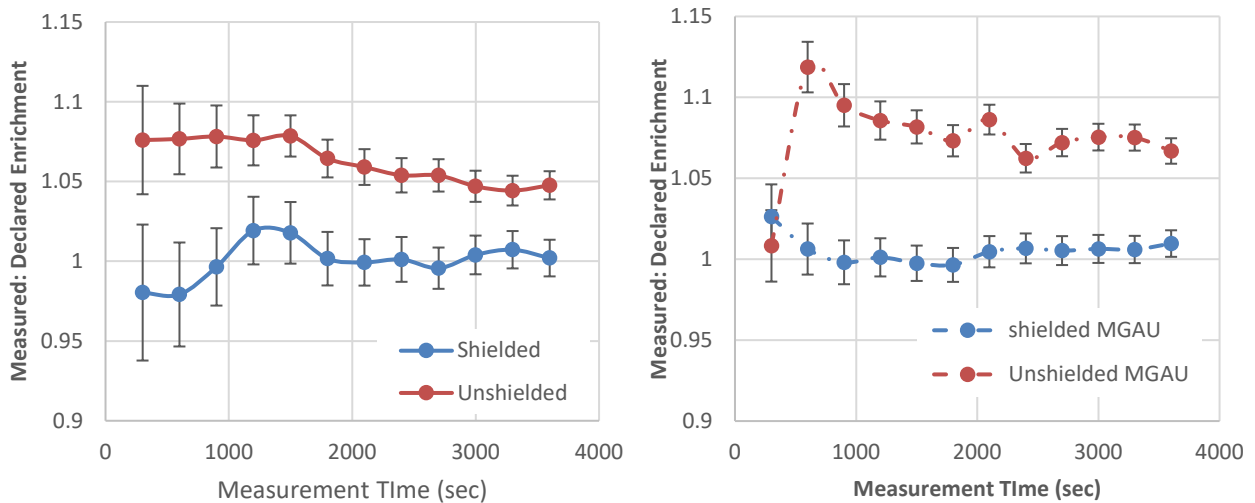 1.15
1.1
1.05
1
0.95
0.9
0
1000
2000
3000
4000
Measured: Declared Enrichment
Measurement TIme (sec)
Shielded
Unshielded
1.15
1.1
1.05
1
0.95
0.9
0
1000
2000
3000
4000
Measured: Declared Enrichment
Measurement TIme (sec)
shielded MGAU
Unshielded MGAU